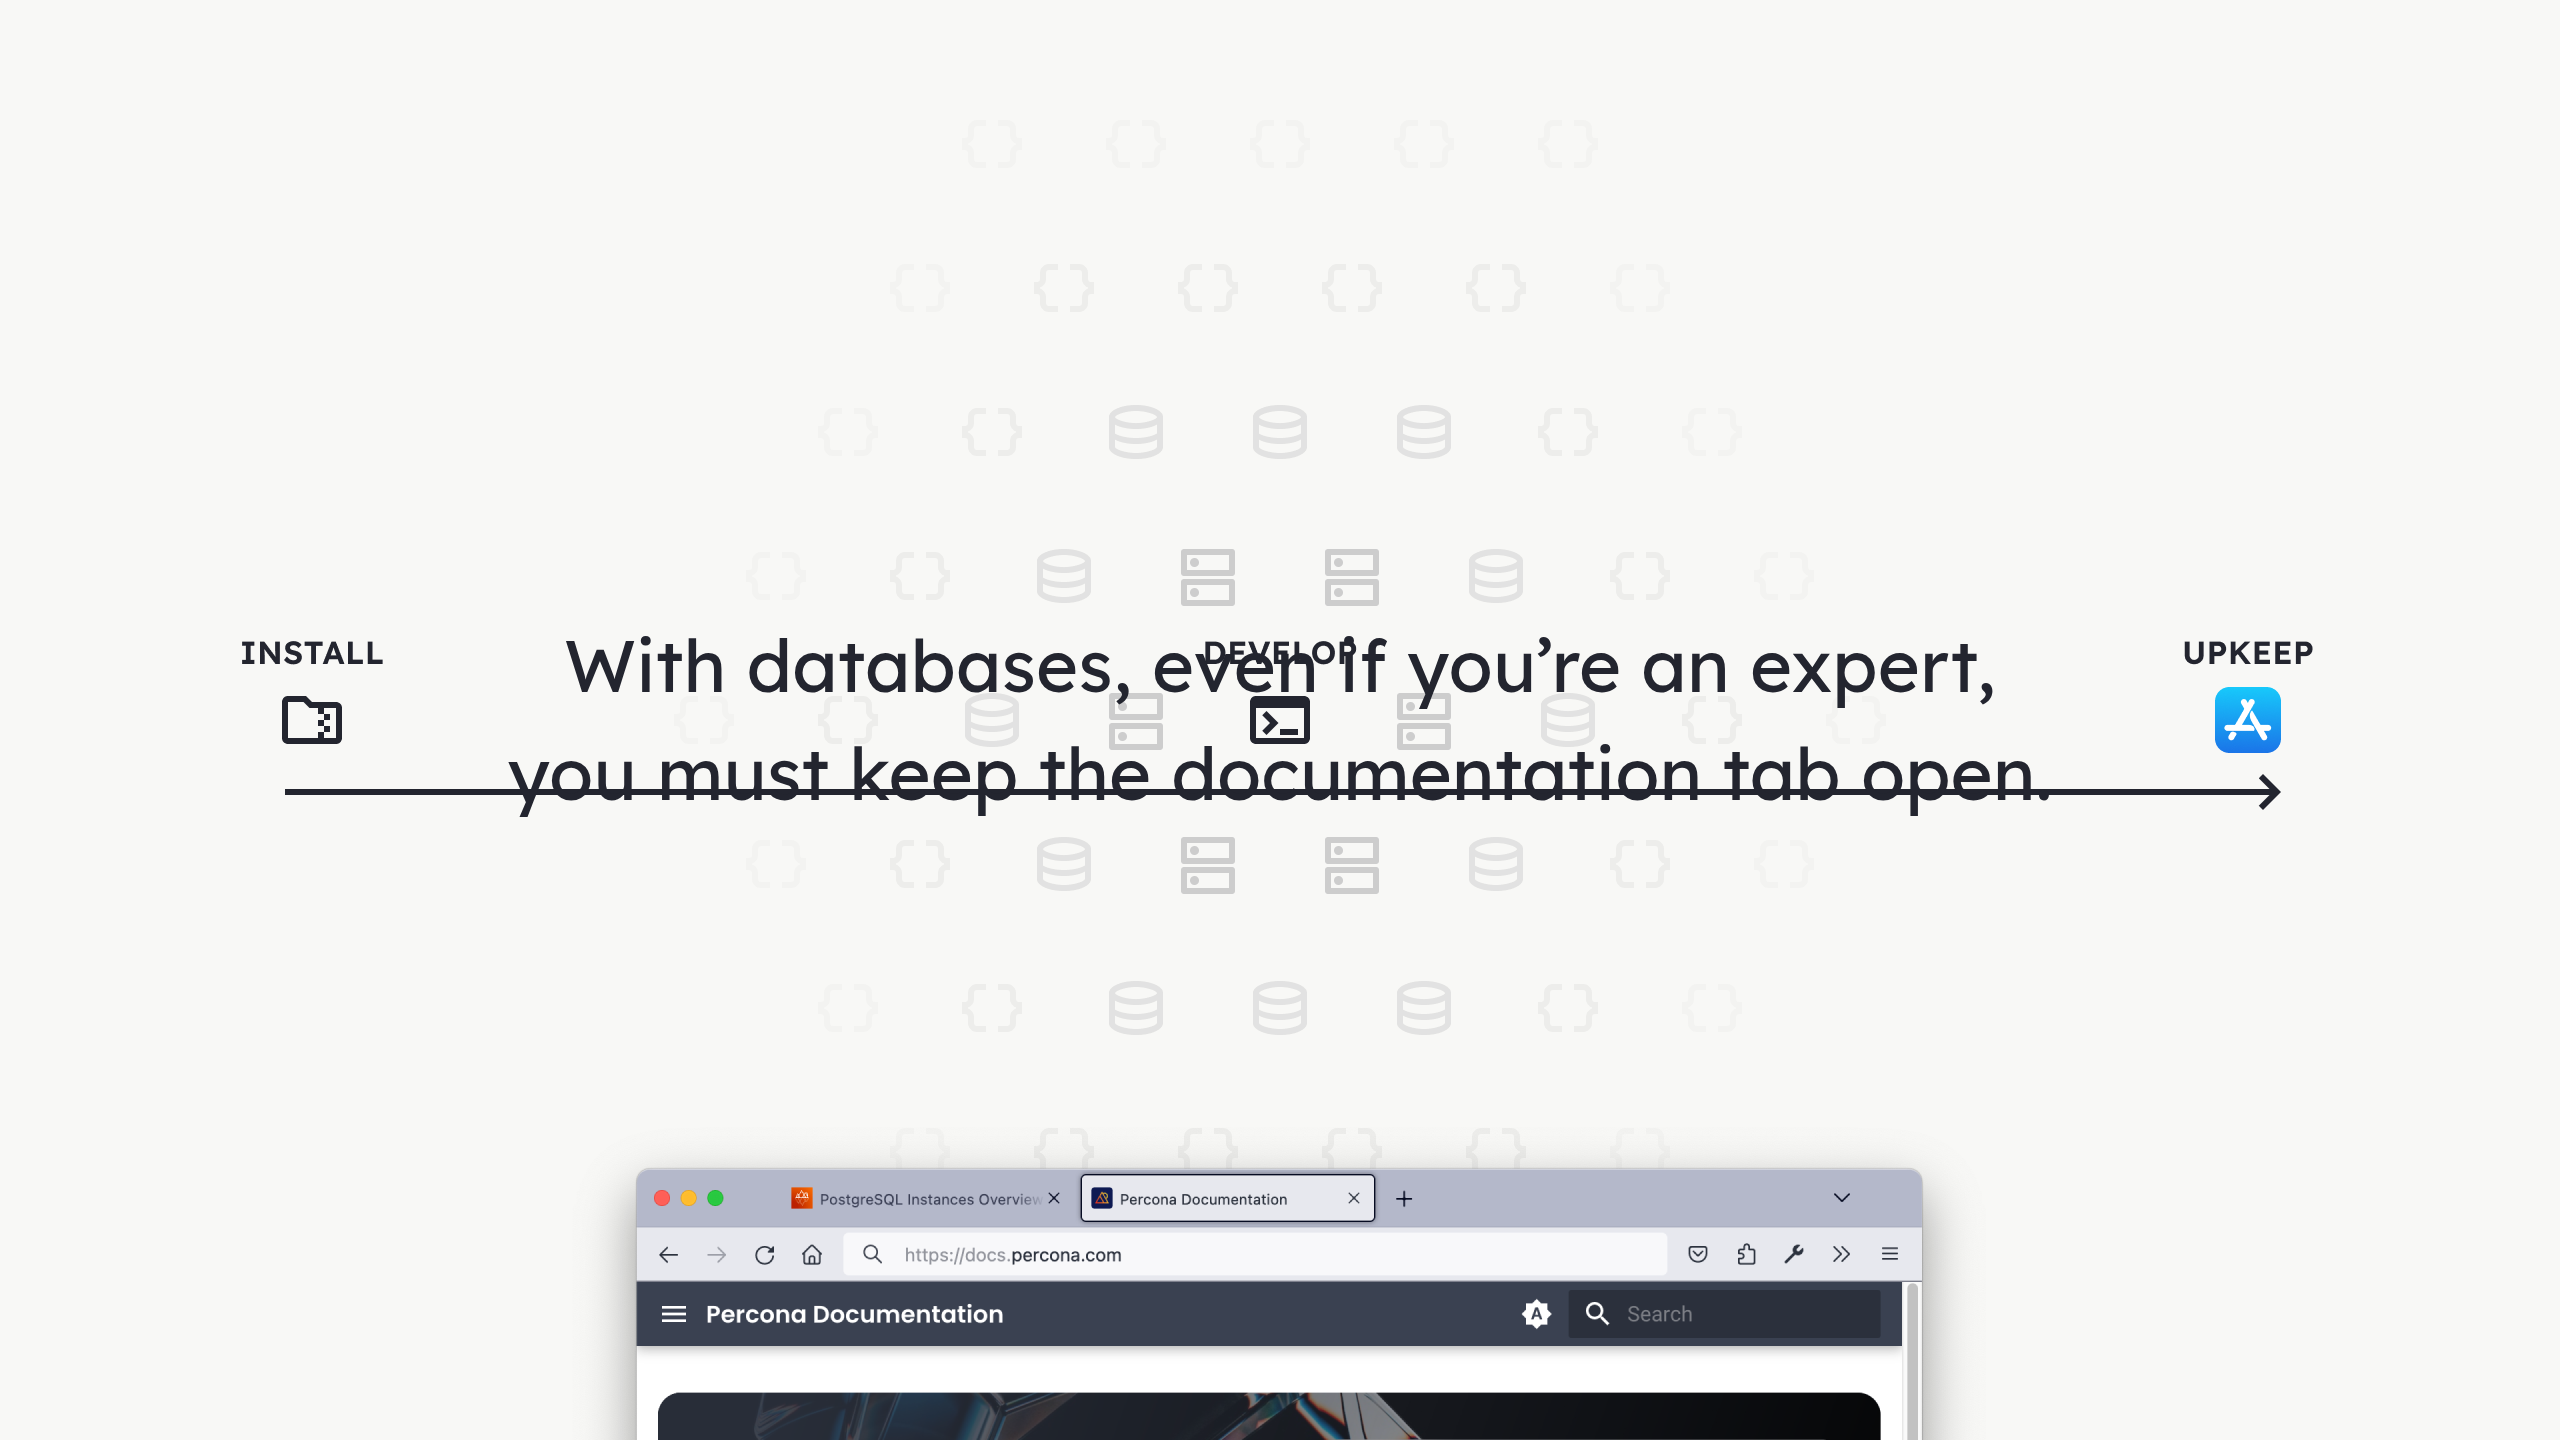 INSTALL
DEVELOP
UPKEEP
With databases, even if you’re an expert,
you must keep the documentation tab open.
PostgreSQL Instances Overview
Percona Documentation
https://docs.percona.com
Percona Documentation
A
Search